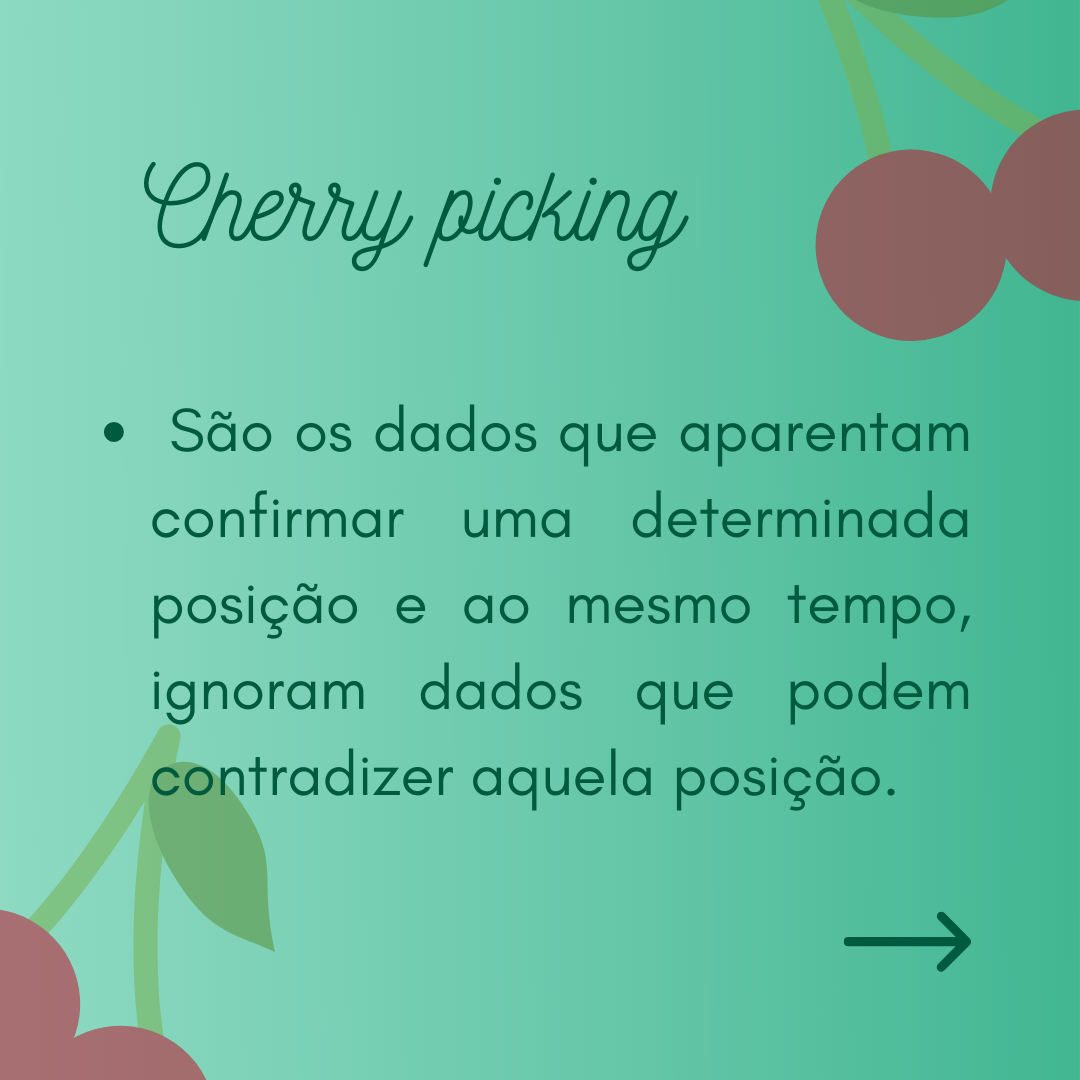 Cherry picking
• São os dados que aparentam
confirmar uma determinada
posição e ao mesmo tempo,
ignoram dados que podem
contradizer aquela posição.